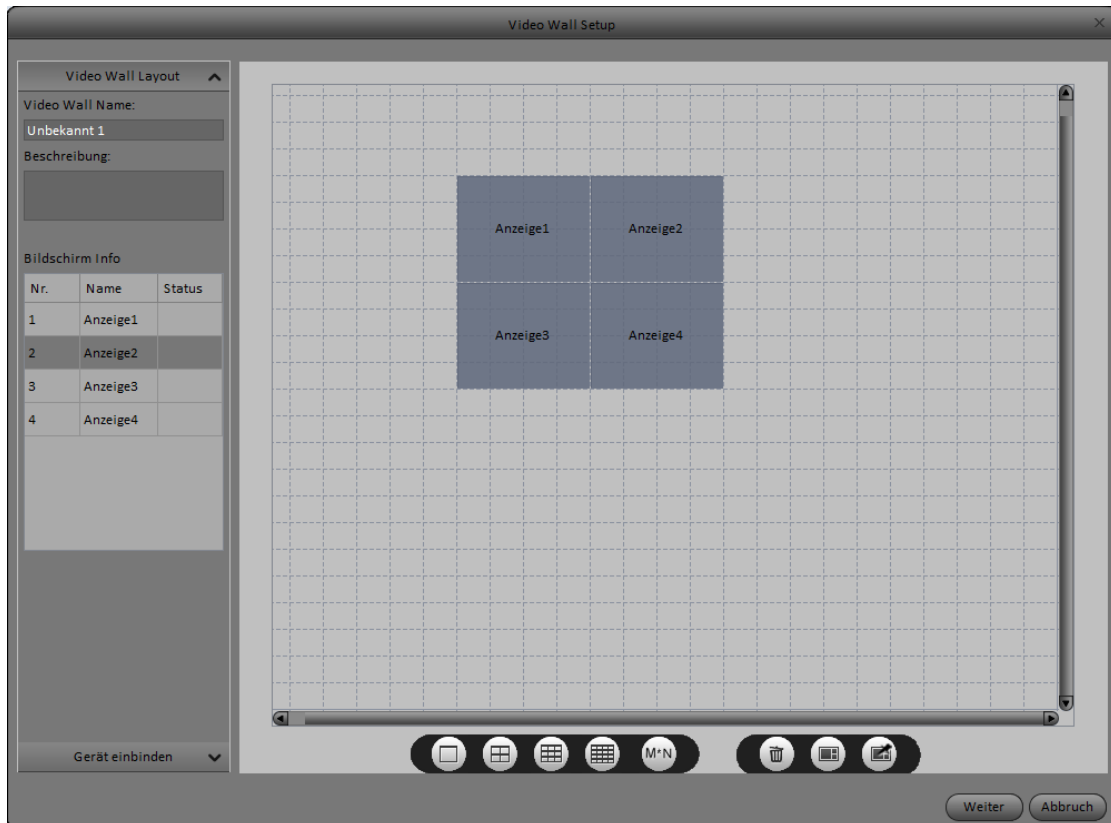 Video Wall Setup
Video Wall Layout
Video Wall Name:
Unbekannt 1
Beschreibung:
Bildschirm Info
Nr. Name Status
1 Anzeige1
2 Anzeige2
3 Anzeige3
4 Anzeige4
Gerät einbinden
Anzeige1 Anzeige2
Anzeige3 Anzeige4
M*N
Weiter Abbruch